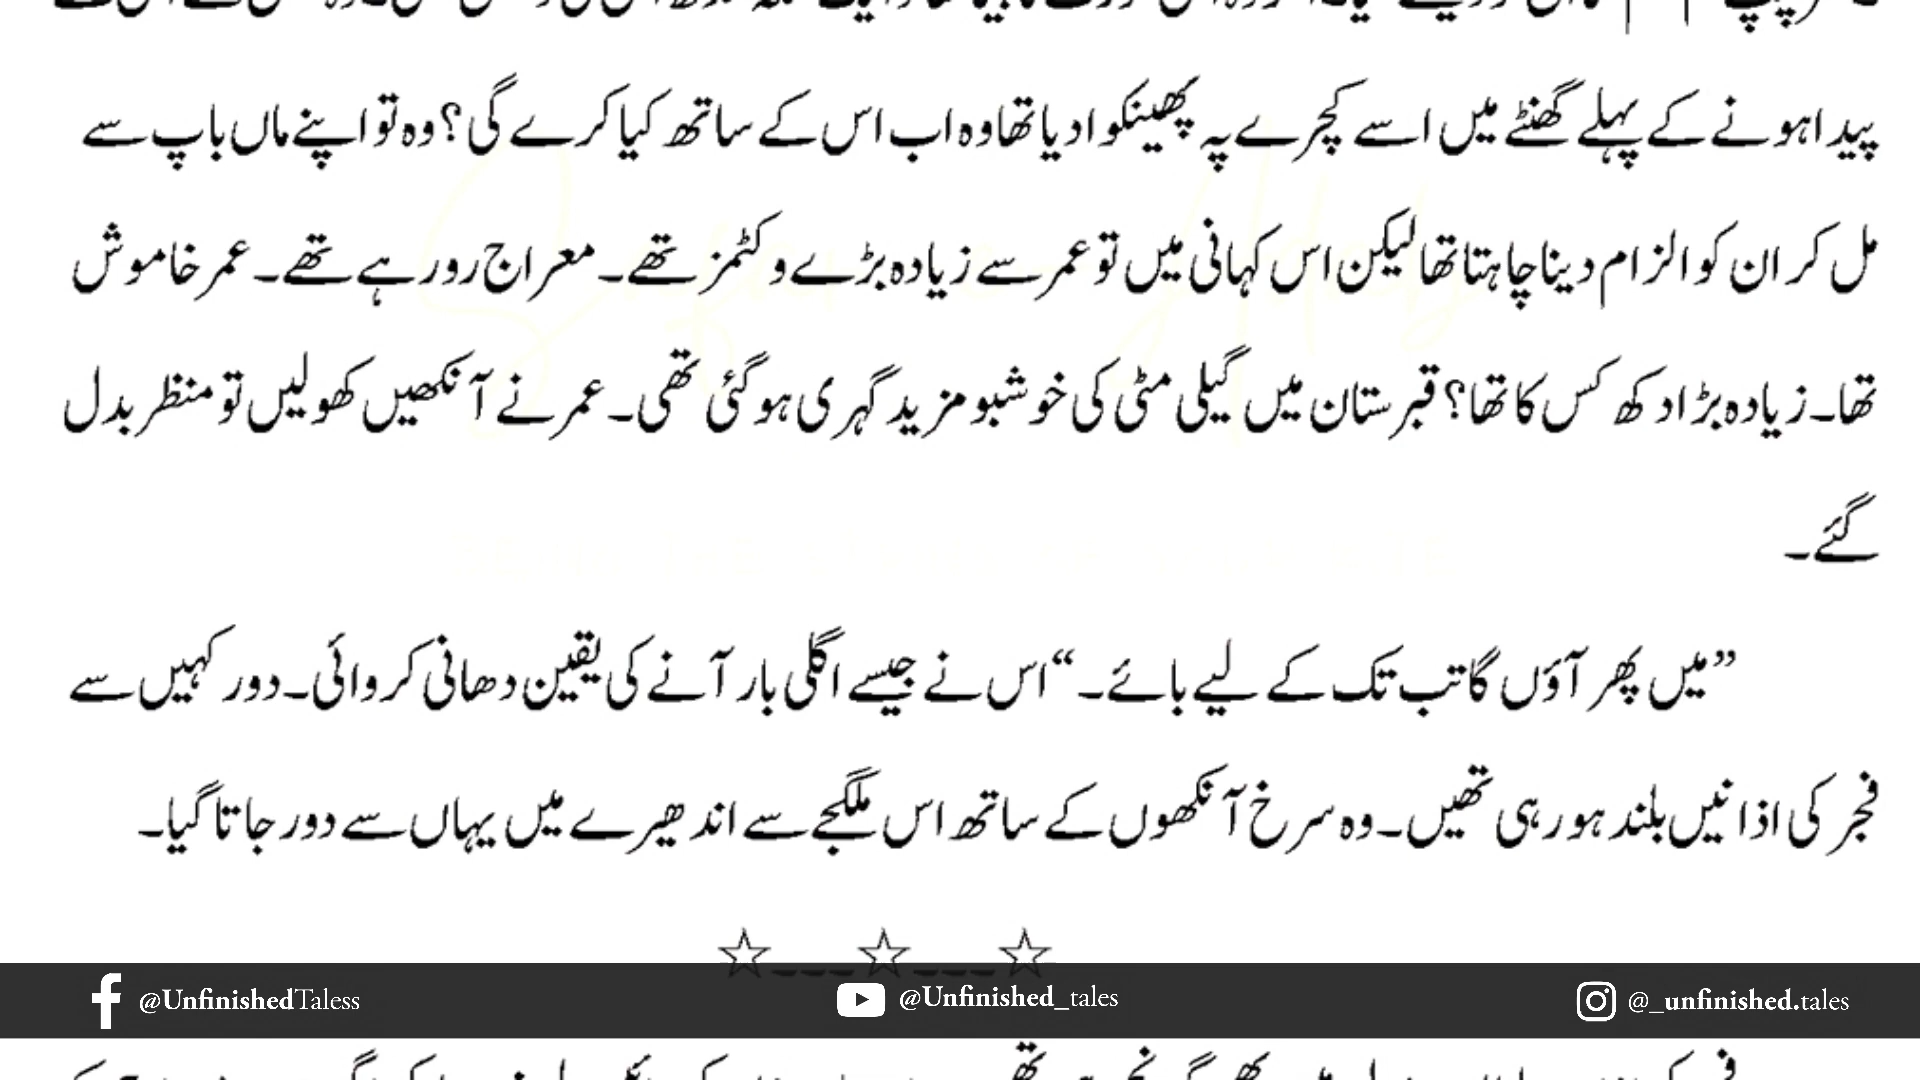 پیدا ہونے کے پہلے گھنٹے میں اسے کچرے پہ پھینکوا دیا تھا وہ اب اس کے ساتھ کیا کرے گی؟ وہ تو اپنے ماں باپ سے
مل کر ان کو الزام دینا چاہتا تھا لیکن اس کہانی میں تو عمر سے زیادہ بڑے وکٹمز تھے۔ معراج رو رہے تھے۔ عمر خاموش
تھا۔ زیادہ بڑا دکھ کس کا تھا؟ قبرستان میں گیلی مٹی کی خوشبو مزید گہری ہو گئی تھی۔ عمر نے آنکھیں کھولیں تو منظر بدل
گئے۔
”میں پھر آؤں گا تب تک کے لیے بائے۔“ اس نے جیسے اگلی بار آنے کی یقین دھانی کروائی۔ دور کہیں سے
فجر کی اذانیں بلند ہو رہی تھیں۔ وہ سرخ آنکھوں کے ساتھ اس ملگجے سے اندھیرے میں یہاں سے دور جاتا گیا۔
☆___☆___☆
@UnfinishedTaless @Unfinished_tales @_unfinished.tales